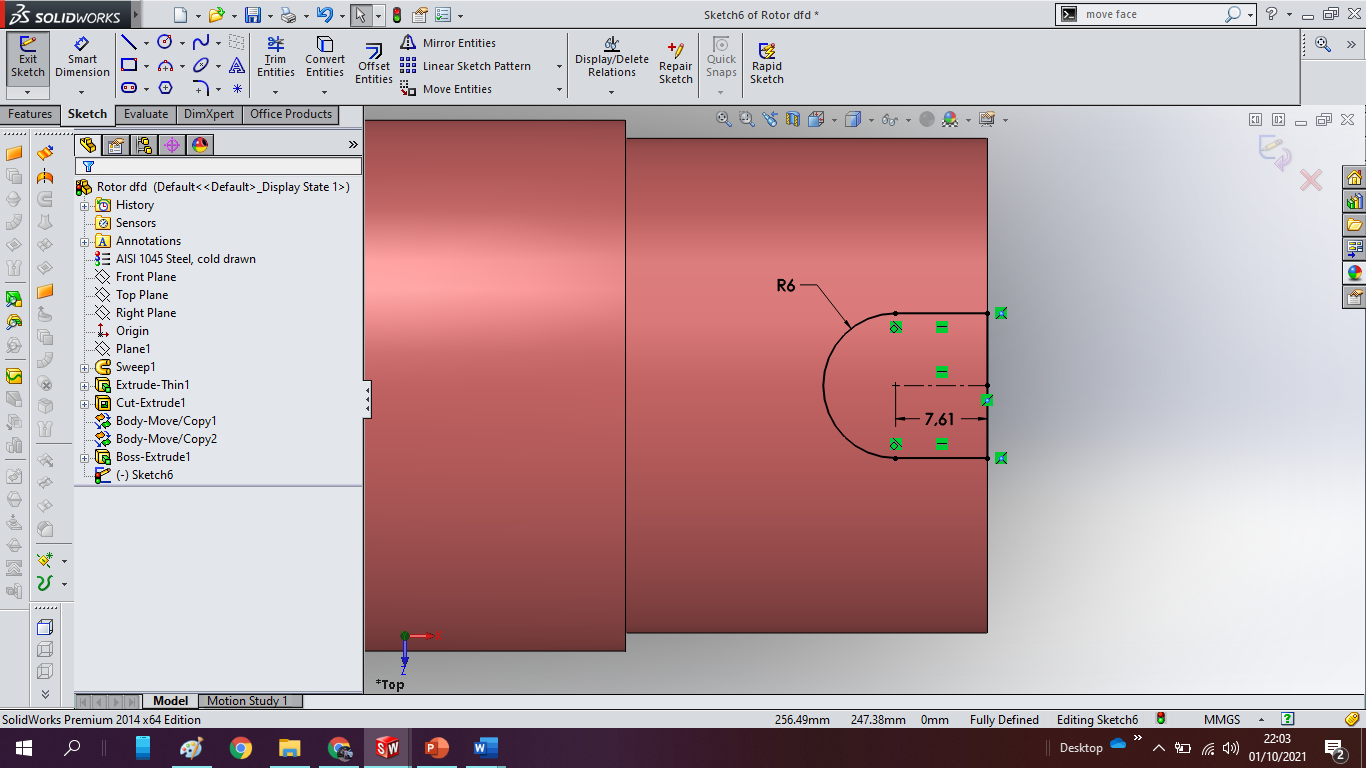 SOLIDWORKS
Sketch6 of Rotor dfd *
move face
Exit Sketch
Smart Dimension
Trim Entities
Convert Entities
Offset Entities
Mirror Entities
Linear Sketch Pattern
Move Entities
Display/Delete Relations
Repair Sketch
Quick Snaps
Rapid Sketch
Features
Sketch
Evaluate
DimXpert
Office Products
Rotor dfd (Default<<Default>_Display State 1>)
History
Sensors
Annotations
AISI 1045 Steel, cold drawn
Front Plane
Top Plane
Right Plane
Origin
Plane1
Sweep1
Extrude-Thin1
Cut-Extrude1
Body-Move/Copy1
Body-Move/Copy2
Boss-Extrude1
(-) Sketch6
R6
7,61
Z
*Top
Model
Motion Study 1
SolidWorks Premium 2014 x64 Edition
256.49mm
247.38mm
0mm
Fully Defined
Editing Sketch6
MMGS
Desktop
22:03
01/10/2021
2